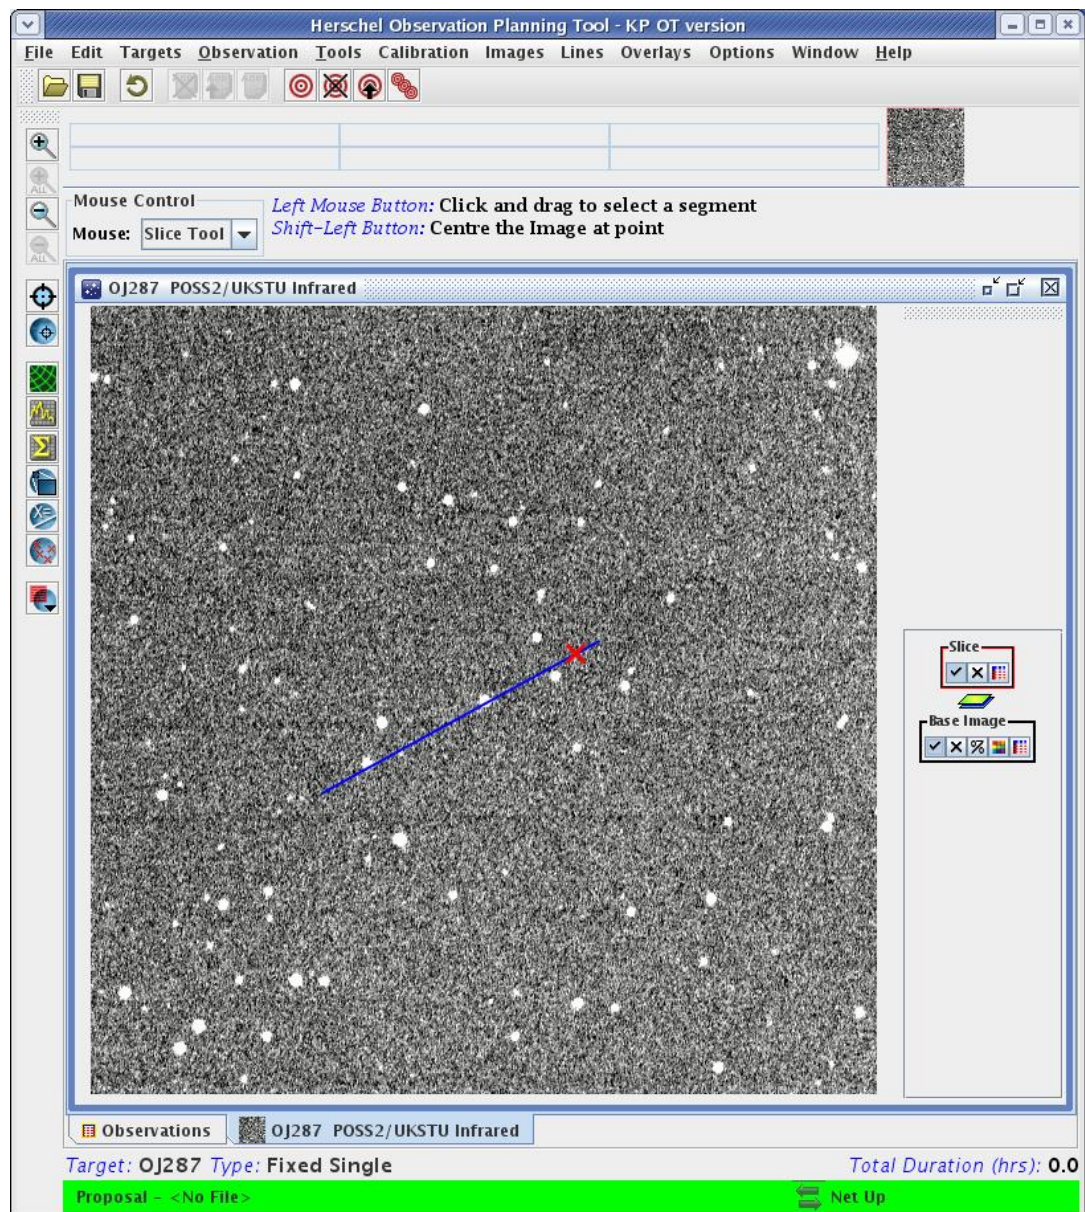 Herschel Observation Planning Tool - KP OT version
File Edit Targets Observation Tools Calibration Images Lines Overlays Options Window Help
ALL
ALL
Mouse Control
Mouse: Slice Tool
Left Mouse Button: Click and drag to select a segment
Shift-Left Button: Centre the Image at point
OJ287 POSS2/UKSTU Infrared
Slice
Base Image
Observations OJ287 POSS2/UKSTU Infrared
Target: OJ287 Type: Fixed Single Total Duration (hrs): 0.0
Proposal - <No File> Net Up